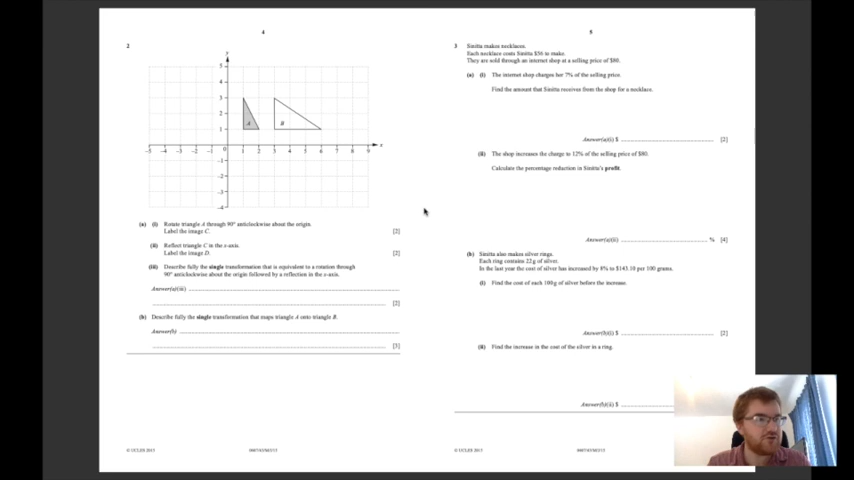 4
2
y
5
4
3
2
1
A
B
-5 -4 -3 -2 -1 0 1 2 3 4 5 6 7 8 9 x
-1
-2
-3
-4
(a) (i) Rotate triangle A through 90° anticlockwise about the origin.
Label the image C. [2]
(ii) Reflect triangle C in the x-axis.
Label the image D. [2]
(iii) Describe fully the single transformation that is equivalent to a rotation through
90° anticlockwise about the origin followed by a reflection in the x-axis.
Answer(a)(iii)
[2]
(b) Describe fully the single transformation that maps triangle A onto triangle B.
Answer(b)
[3]
© UCLES 2015
5
3 Sinitta makes necklaces.
Each necklace costs Sinitta $56 to make.
They are sold through an internet shop at a selling price of $80.
(a) (i) The internet shop charges her 7% of the selling price.
Find the amount that Sinitta receives from the shop for a necklace.
Answer(a)(i) $ [2]
(ii) The shop increases the charge to 12% of the selling price of $80.
Calculate the percentage reduction in Sinitta's profit.
Answer(a)(ii) % [4]
(b) Sinitta also makes silver rings.
Each ring contains 22 g of silver.
In the last year the cost of silver has increased by 8% to $143.10 per 100 grams.
(i) Find the cost of each 100 g of silver before the increase.
Answer(b)(i) $ [2]
(ii) Find the increase in the cost of the silver in a ring.
Answer(b)(ii) $
© UCLES 2015